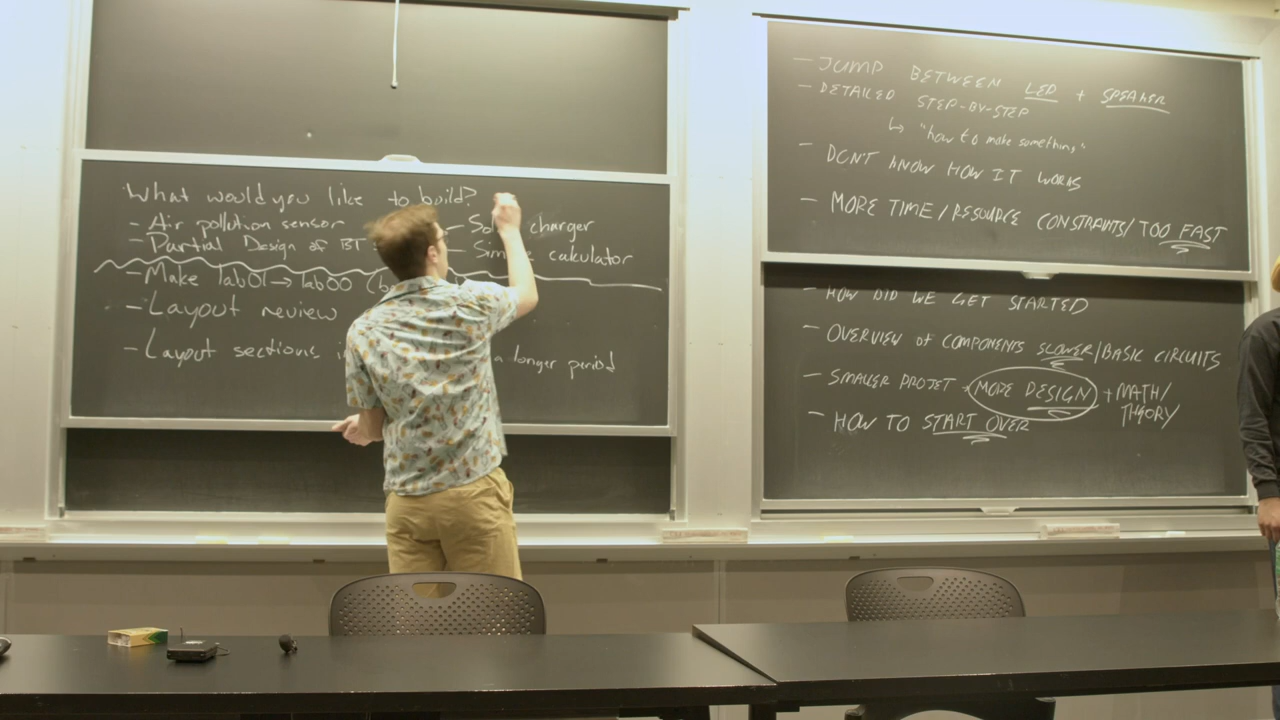 What would you like to build?
- Air pollution sensor
- Partial Design of BT
- charger
- calculator
- Make lab01 → lab00
- Layout review
- Layout sections a longer period
- JUMP BETWEEN LED + SPEAKER
- DETAILED STEP-BY-STEP
↳ "how to make something"
- DON'T KNOW HOW IT WORKS
- MORE TIME/RESOURCE CONSTRAINTS/TOO FAST
- HOW DID WE GET STARTED
- OVERVIEW OF COMPONENTS SLOWER/BASIC CIRCUITS
- SMALLER PROJET MORE DESIGN + MATH/
THEORY
- HOW TO START OVER